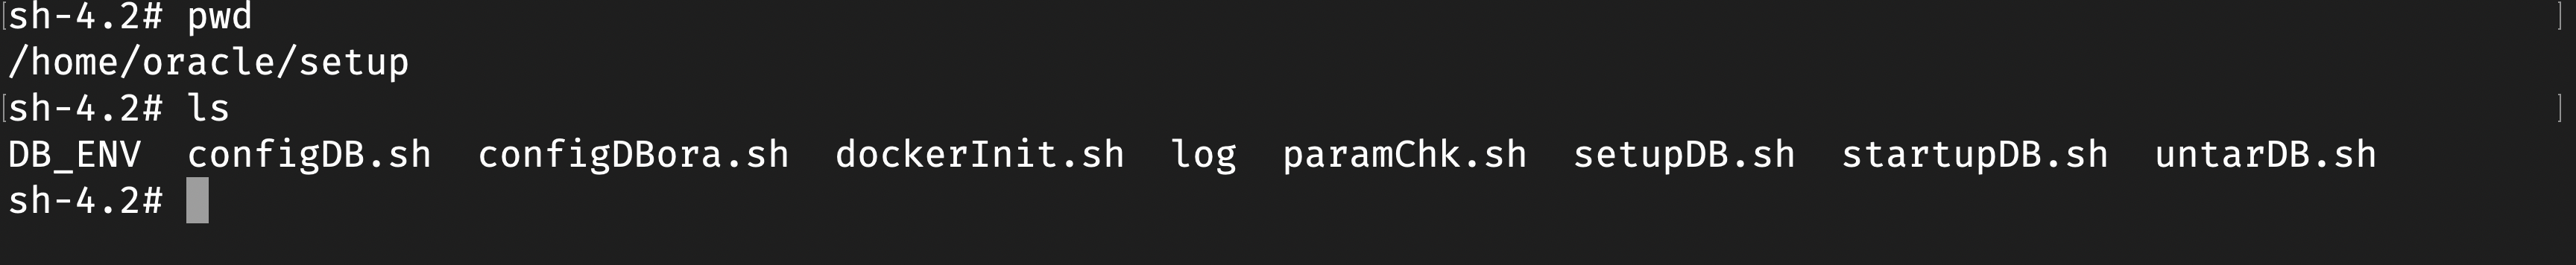 [sh-4.2# pwd ]
/home/oracle/setup
[sh-4.2# ls ]
DB_ENV configDB.sh configDBora.sh dockerInit.sh log paramChk.sh setupDB.sh startupDB.sh untarDB.sh
sh-4.2#